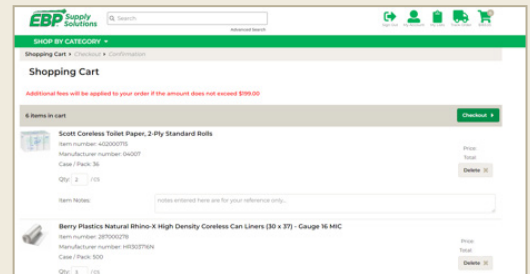 EBP Supply Solutions
Search
Advanced Search
SHOP BY CATEGORY
Shopping Cart > Checkout > Confirmation
Shopping Cart
Additional fees will be applied to your order if the amount does not exceed $199.00
6 items in cart
Checkout >
Scott Coreless Toilet Paper, 2-Ply Standard Rolls
Item number: 402000715
Manufacturer number: 04007
Case / Pack: 36
Price:
Total:
Delete
Qty: 2 / CS
Item Notes:
notes entered here are for your reference only...
Berry Plastics Natural Rhino-X High Density Coreless Can Liners (30 x 37) - Gauge 16 MIC
Item number: 287000278
Manufacturer number: HR303716N
Case / Pack: 500
Price:
Total:
Delete
Qty: 3 / CS